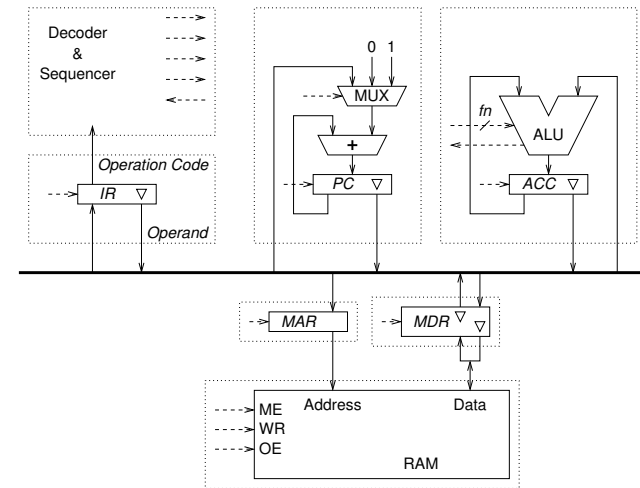 Decoder
&
Sequencer
0 1
MUX
+
fn
ALU
Operation Code
IR
PC
ACC
Operand
MAR
MDR
ME
Address
Data
WR
OE
RAM